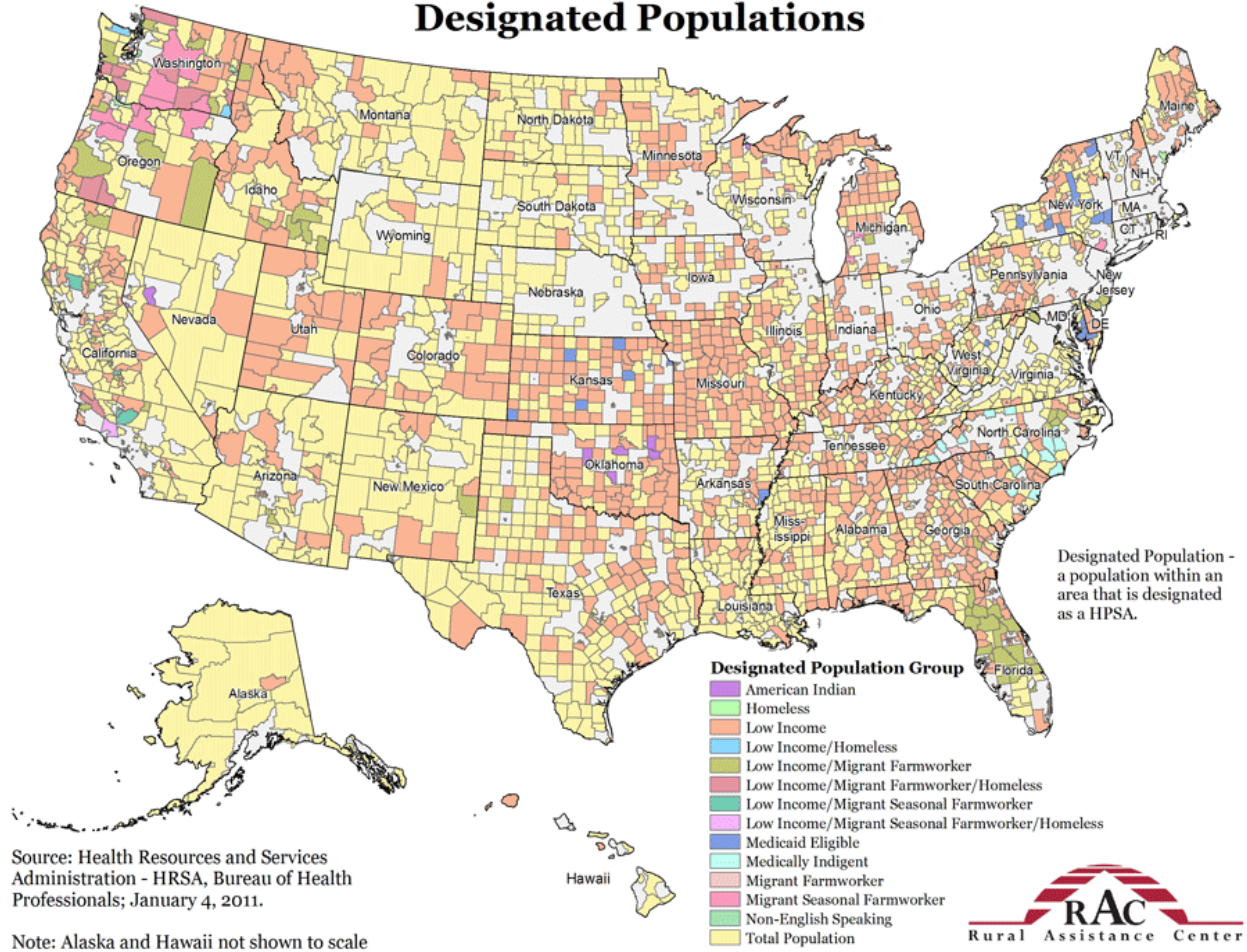 Designated Populations
Washington
Montana
North Dakota
Minnesota
Maine
Oregon
Idaho
Wyoming
South Dakota
Wisconsin
Michigan
VT
NH
New York
MA
CT
RI
Nevada
Utah
Colorado
Nebraska
Iowa
Illinois
Indiana
Ohio
Pennsylvania
New
Jersey
MD
DE
California
Kansas
Missouri
Kentucky
West
Virginia
Virginia
Arizona
New Mexico
Oklahoma
Arkansas
Tennessee
North Carolina
South Carolina
Texas
Louisiana
Miss-
issippi
Alabama
Georgia
Florida
Alaska
Hawaii
Designated Population -
a population within an
area that is designated
as a HPSA.
Designated Population Group
American Indian
Homeless
Low Income
Low Income/Homeless
Low Income/Migrant Farmworker
Low Income/Migrant Farmworker/Homeless
Low Income/Migrant Seasonal Farmworker
Low Income/Migrant Seasonal Farmworker/Homeless
Medicaid Eligible
Medically Indigent
Migrant Farmworker
Migrant Seasonal Farmworker
Non-English Speaking
Total Population
Source: Health Resources and Services
Administration - HRSA, Bureau of Health
Professionals; January 4, 2011.
Note: Alaska and Hawaii not shown to scale
RAC
Rural Assistance Center